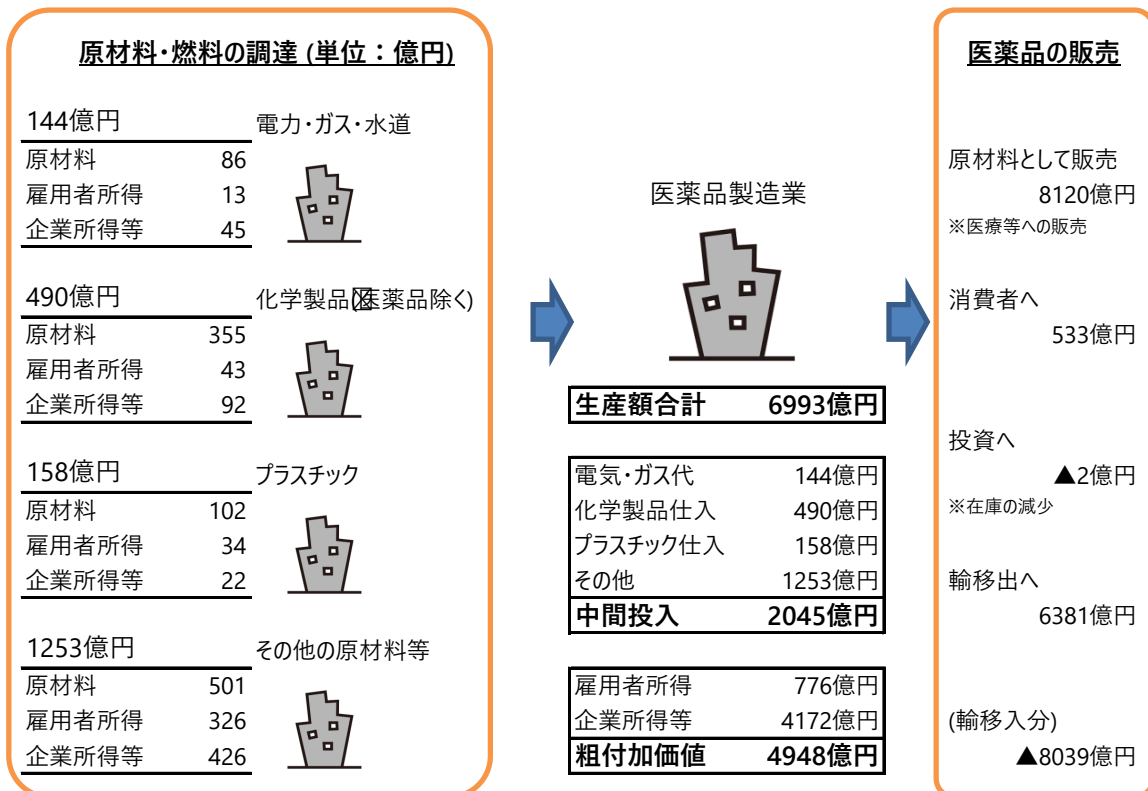 原材料・燃料の調達 (単位：億円)
144億円 電力・ガス・水道
原材料 86
雇用者所得 13
企業所得等 45
490億円 化学製品(医薬品除く)
原材料 355
雇用者所得 43
企業所得等 92
158億円 プラスチック
原材料 102
雇用者所得 34
企業所得等 22
1253億円 その他の原材料等
原材料 501
雇用者所得 326
企業所得等 426
医薬品製造業
生産額合計 6993億円
電気・ガス代 144億円
化学製品仕入 490億円
プラスチック仕入 158億円
その他 1253億円
中間投入 2045億円
雇用者所得 776億円
企業所得等 4172億円
粗付加価値 4948億円
医薬品の販売
原材料として販売
8120億円
※医療等への販売
消費者へ
533億円
投資へ
▲2億円
※在庫の減少
輸移出へ
6381億円
(輸移入分)
▲8039億円